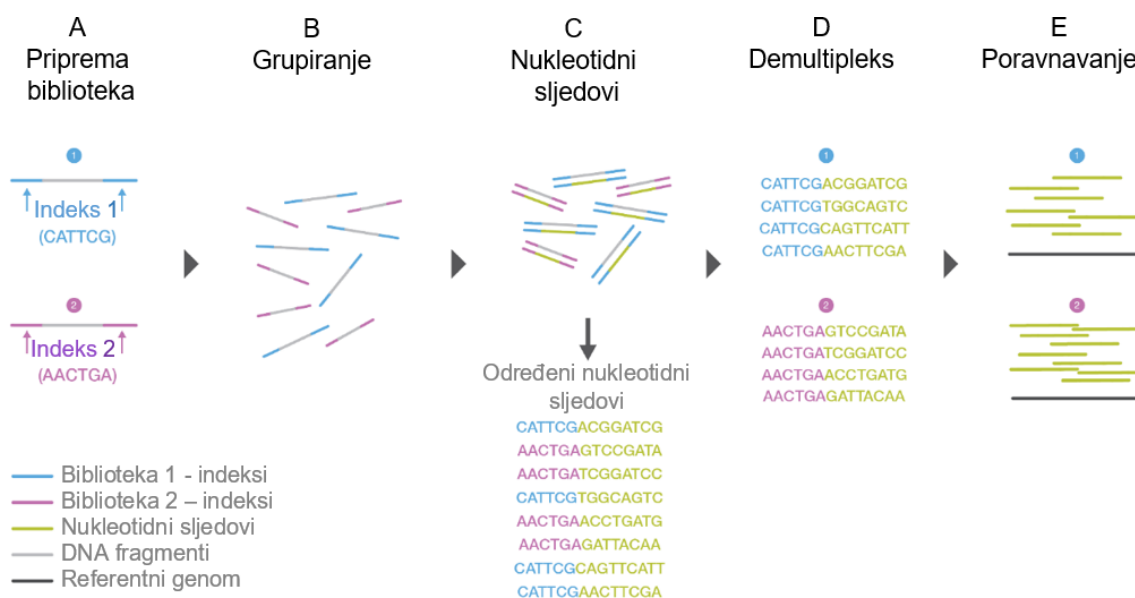 A
Priprema
biblioteka
B
Grupiranje
C
Nukleotidni
sljedovi
D
Demultipleks
E
Poravnavanje
1
Indeks 1
(CATTCG)
2
Indeks 2
(AACTGA)
Određeni nukleotidni
sljedovi
CATTCGACGGATCG
AACTGAGTCCGATA
AACTGATCGGATCC
CATTCGTGGCAGTC
AACTGAACCTGATG
AACTGAGATTACAA
CATTCGCAGTTCATT
CATTCGAACTTCGA
1
CATTCGACGGATCG
CATTCGTGGCAGTC
CATTCGCAGTTCATT
CATTCGAACTTCGA
2
AACTGAGTCCGATA
AACTGATCGGATCC
AACTGAACCTGATG
AACTGAGATTACAA
1
2
Biblioteka 1 - indeksi
Biblioteka 2 – indeksi
Nukleotidni sljedovi
DNA fragmenti
Referentni genom